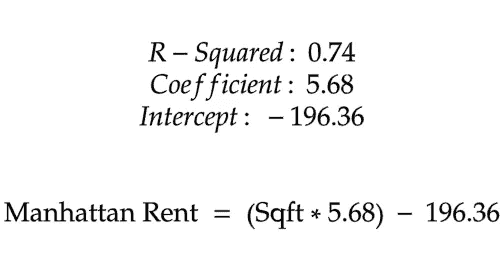 R − Squared : 0.74
Coefficient : 5.68
Intercept : − 196.36
Manhattan Rent = (Sqft ∗ 5.68) − 196.36